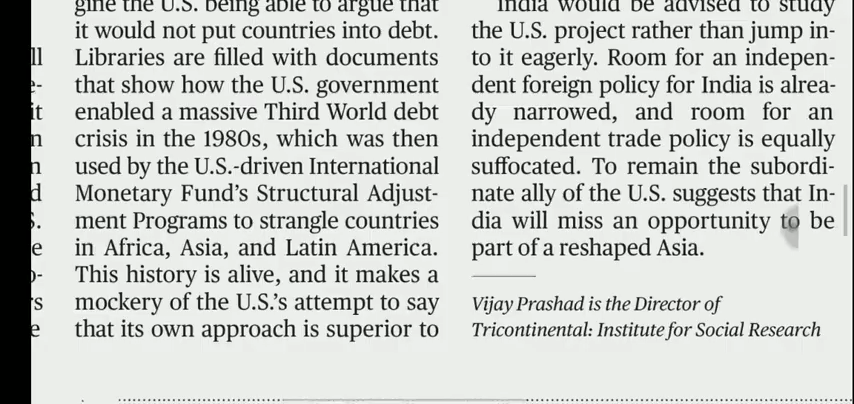 ll
e-
it
n
n
d
S.
e
o-
rs
e
gine the U.S. being able to argue that
it would not put countries into debt.
Libraries are filled with documents
that show how the U.S. government
enabled a massive Third World debt
crisis in the 1980s, which was then
used by the U.S.-driven International
Monetary Fund's Structural Adjust-
ment Programs to strangle countries
in Africa, Asia, and Latin America.
This history is alive, and it makes a
mockery of the U.S.'s attempt to say
that its own approach is superior to
India would be advised to study
the U.S. project rather than jump in-
to it eagerly. Room for an indepen-
dent foreign policy for India is alrea-
dy narrowed, and room for an
independent trade policy is equally
suffocated. To remain the subordi-
nate ally of the U.S. suggests that In-
dia will miss an opportunity to be
part of a reshaped Asia.
Vijay Prashad is the Director of
Tricontinental: Institute for Social Research